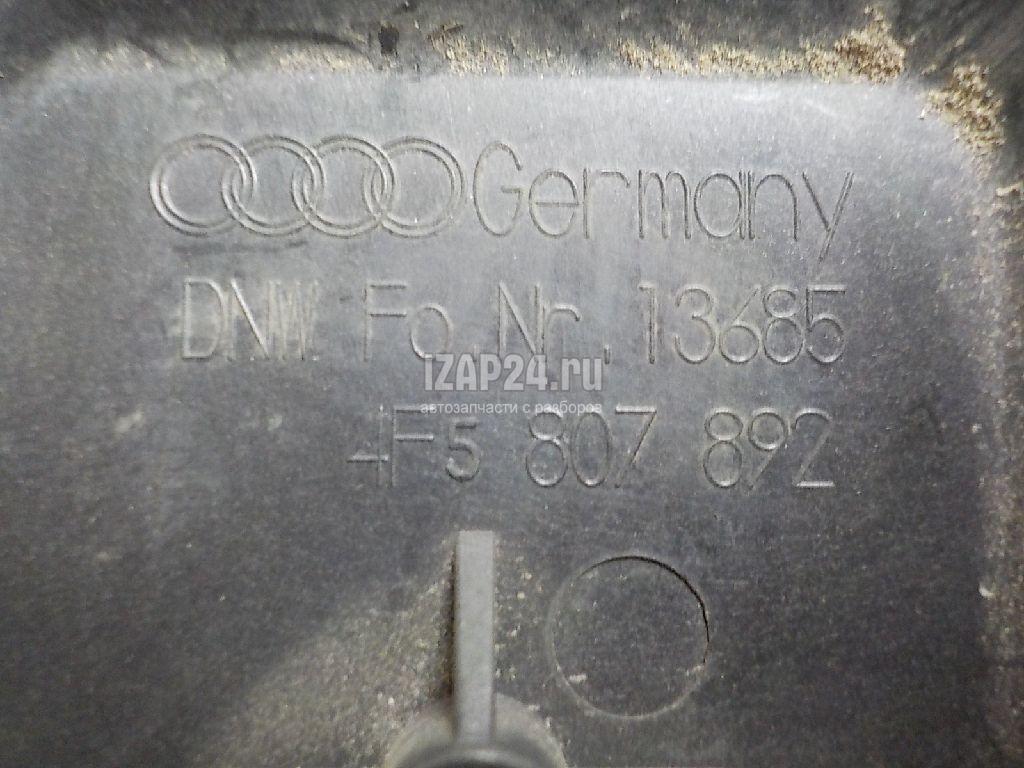 Germany
DNW Fo.Nr.13685
IZAP24.ru
автозапчасти с разборов
4F5 807 892